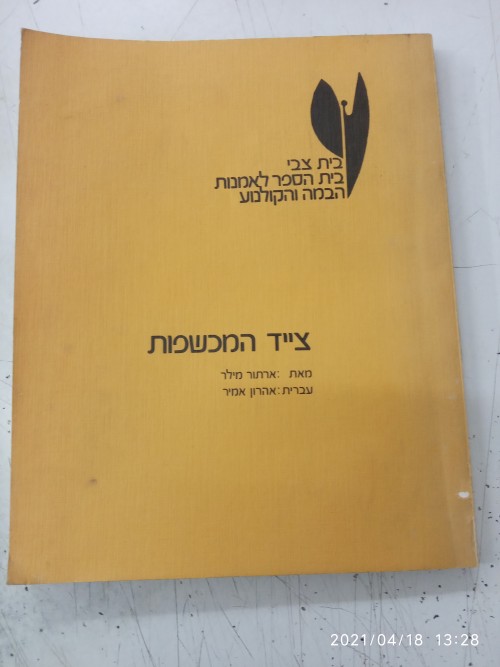 בית צבי
בית הספר לאמנות
הבמה והקולנוע
צייד המכשפות
מאת: ארתור מילר
עברית: אהרון אמיר
2021/04/18 13:28